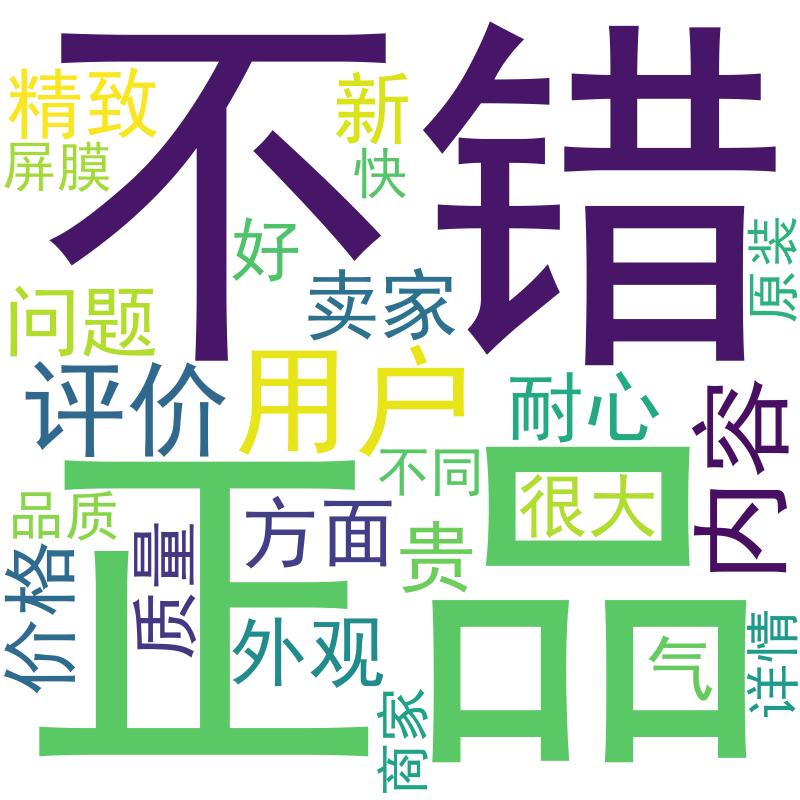 不错
精致
新
屏膜
快
好
原装
问题
卖家
评价
用户
耐心
内容
正品
不同
很大
品质
方面
贵
质量
价格
外观
气
详情
商家